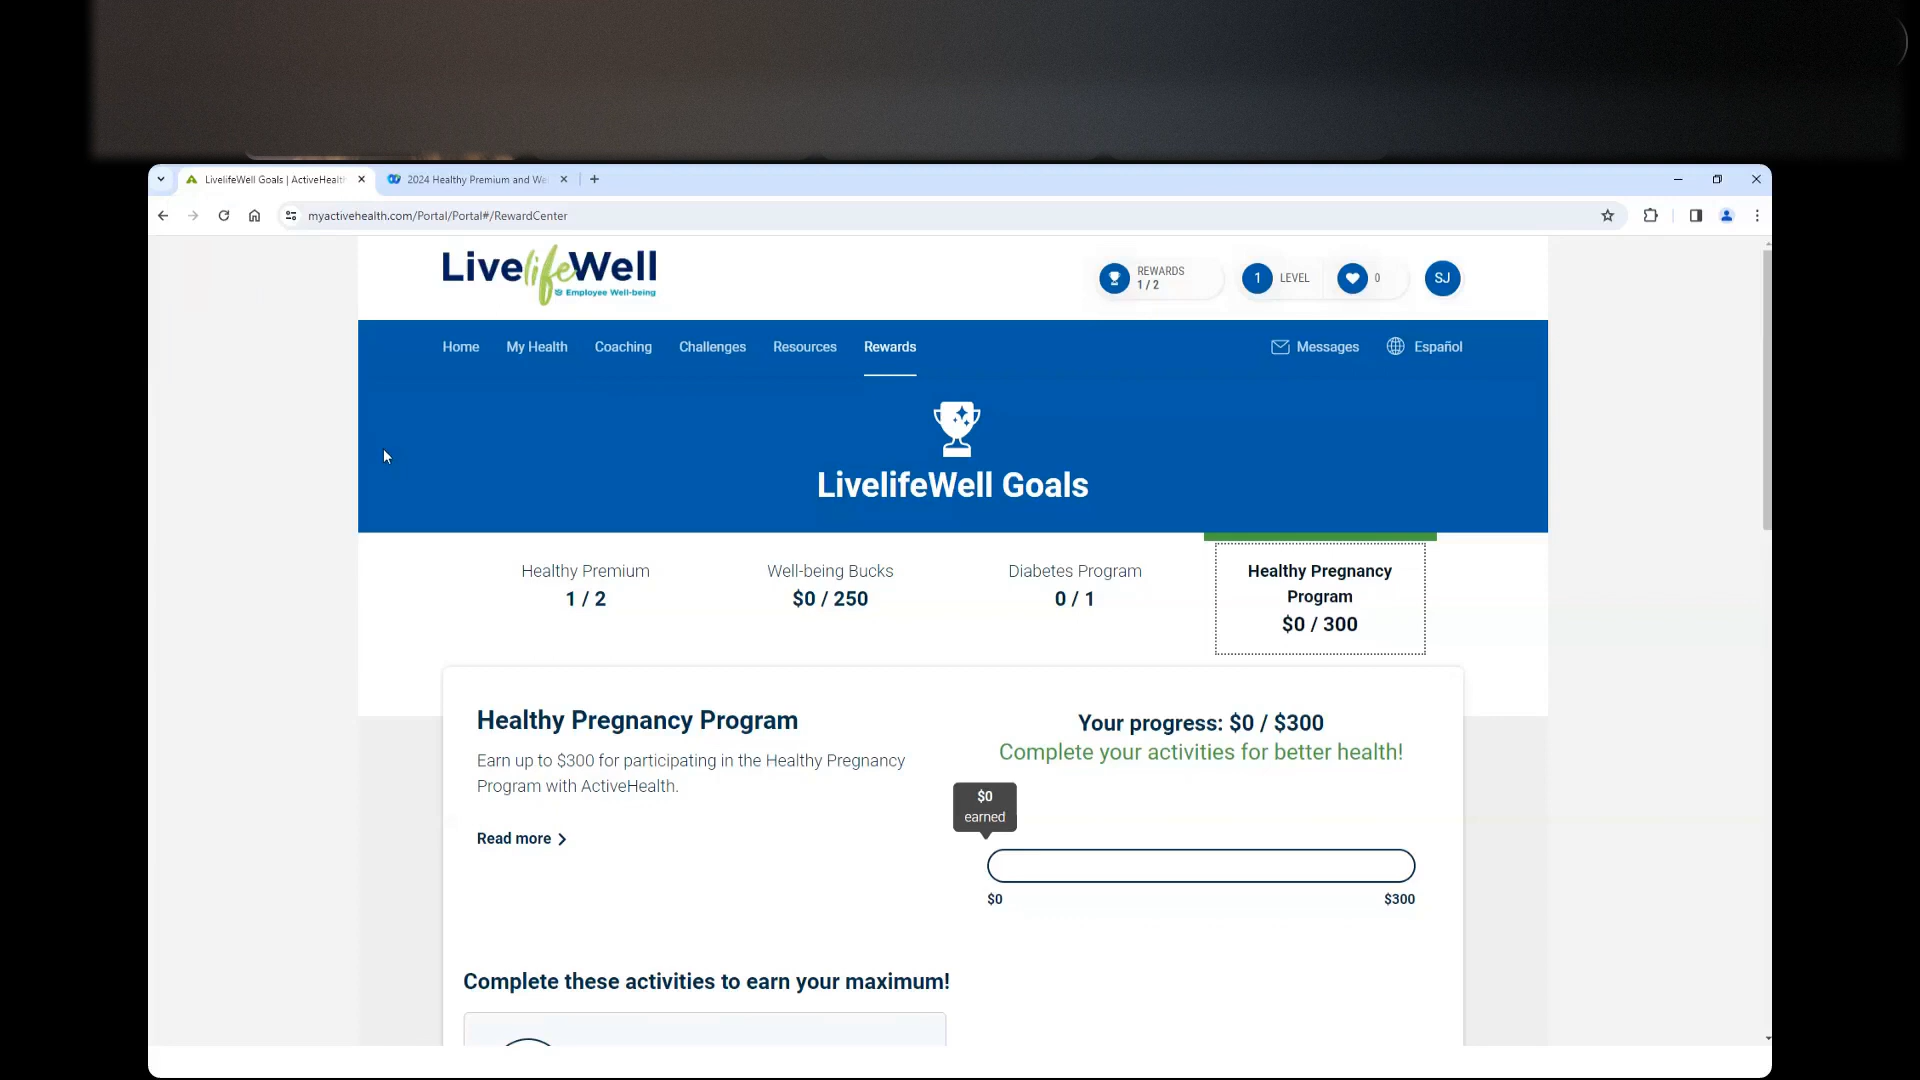 LivelifeWell Goals | ActiveHealth
2024 Healthy Premium and We
myactivehealth.com/Portal/Portal#/RewardCenter
LivelifeWell
Employee Well-being
REWARDS
1 / 2
1 LEVEL
0
SJ
Home My Health Coaching Challenges Resources Rewards Messages Español
LivelifeWell Goals
Healthy Premium
1 / 2
Well-being Bucks
$0 / 250
Diabetes Program
0 / 1
Healthy Pregnancy
Program
$0 / 300
Healthy Pregnancy Program
Earn up to $300 for participating in the Healthy Pregnancy
Program with ActiveHealth.
Read more
Your progress: $0 / $300
Complete your activities for better health!
$0
earned
$0 $300
Complete these activities to earn your maximum!